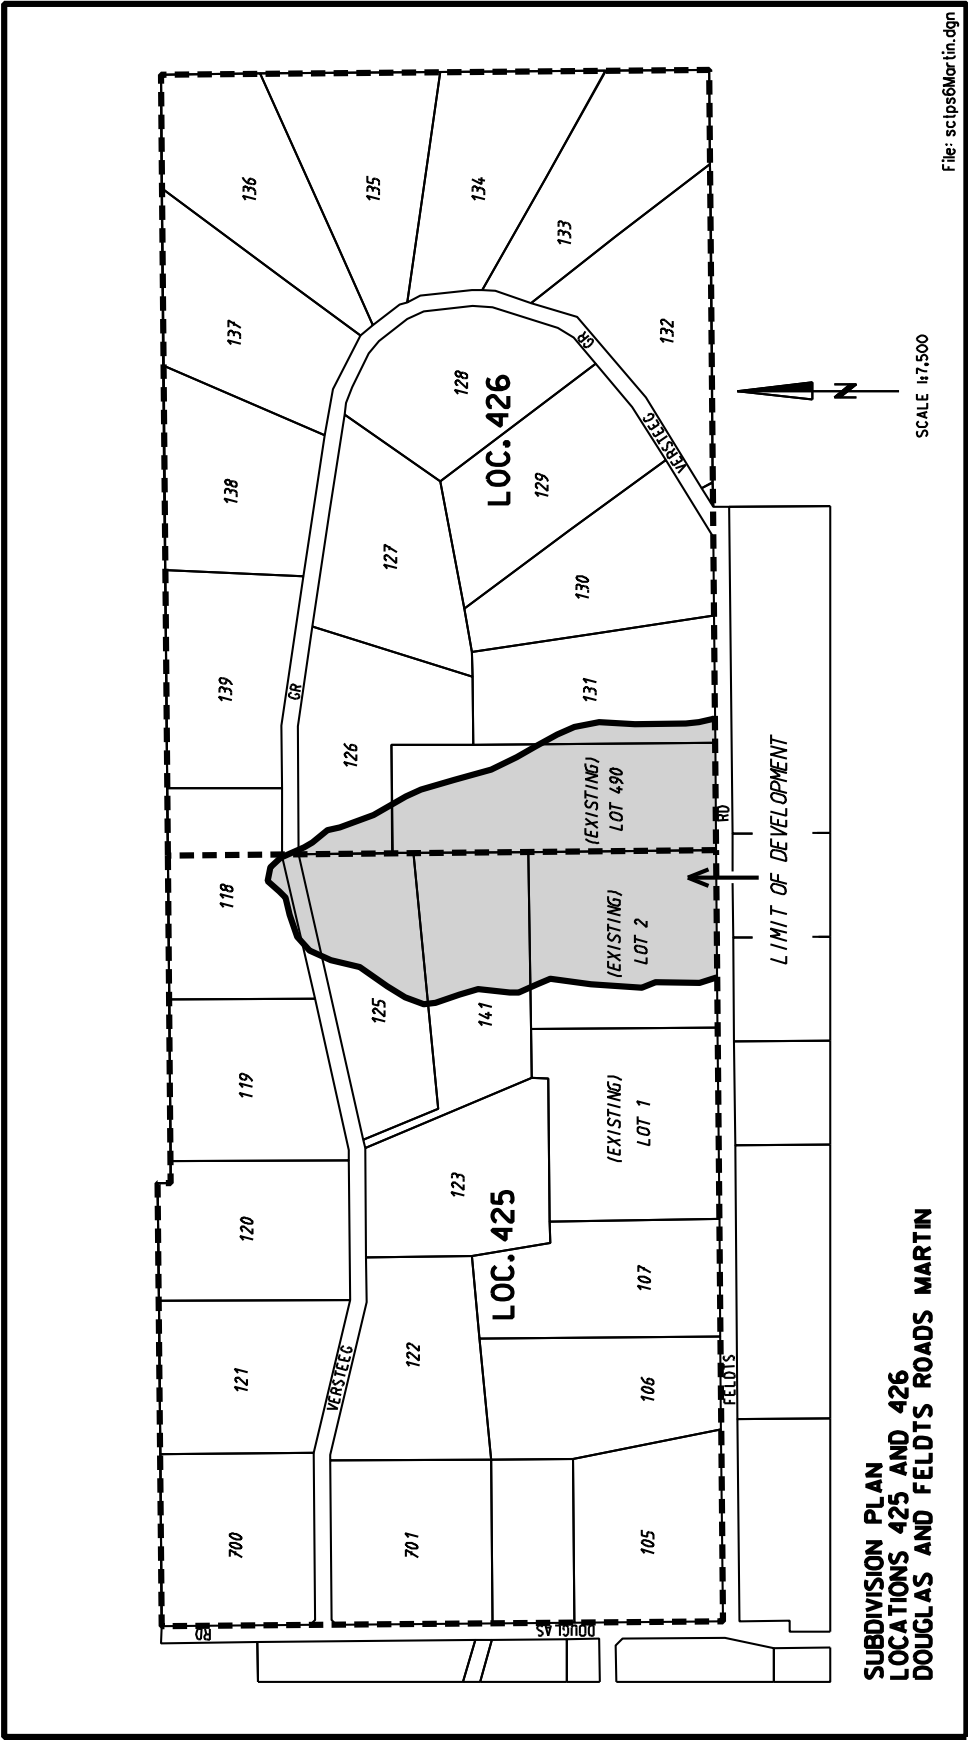 136
135
134
133
137
132
128
LOC. 426
138
129
127
130
139
131
126
GR
GR
VERSTEEG
(EXISTING)
LOT 490
118
(EXISTING)
LOT 2
125
141
119
(EXISTING)
LOT 1
123
120
LOC. 425
107
121
122
106
VERSTEEG
700
701
105
RD
DOUGLAS
FELDTS
RD
LIMIT OF DEVELOPMENT
N
SCALE 1:7,500
SUBDIVISION PLAN
LOCATIONS 425 AND 426
DOUGLAS AND FELDTS ROADS MARTIN
File: sctps6Martin.dgn